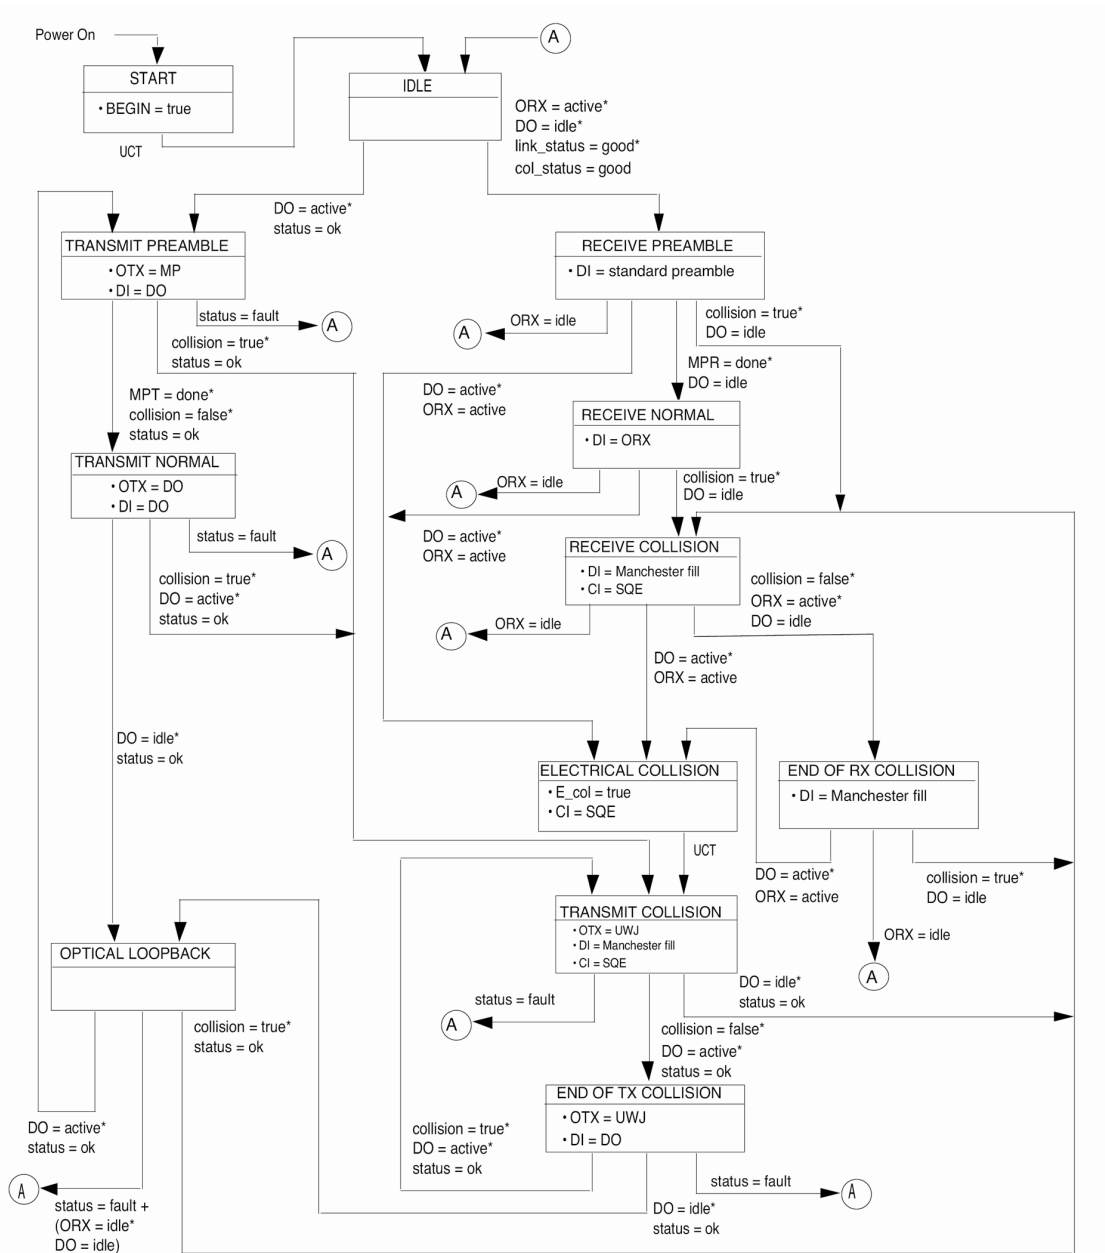 Power On
A
START
• BEGIN = true
UCT
IDLE
ORX = active*
DO = idle*
link_status = good*
col_status = good
DO = active*
status = ok
TRANSMIT PREAMBLE
• OTX = MP
• DI = DO
status = fault
A
collision = true*
status = ok
RECEIVE PREAMBLE
• DI = standard preamble
ORX = idle
A
collision = true*
DO = idle
MPR = done*
DO = idle
DO = active*
ORX = active
MPT = done*
collision = false*
status = ok
RECEIVE NORMAL
• DI = ORX
ORX = idle
A
collision = true*
DO = idle
TRANSMIT NORMAL
• OTX = DO
• DI = DO
status = fault
A
collision = true*
DO = active*
status = ok
DO = active*
ORX = active
RECEIVE COLLISION
• DI = Manchester fill
• CI = SQE
collision = false*
ORX = active*
DO = idle
ORX = idle
A
DO = active*
ORX = active
DO = idle*
status = ok
ELECTRICAL COLLISION
• E_col = true
• CI = SQE
END OF RX COLLISION
• DI = Manchester fill
UCT
DO = active*
ORX = active
collision = true*
DO = idle
ORX = idle
A
TRANSMIT COLLISION
• OTX = UWJ
• DI = Manchester fill
• CI = SQE
DO = idle*
status = ok
status = fault
A
OPTICAL LOOPBACK
collision = true*
status = ok
collision = false*
DO = active*
status = ok
END OF TX COLLISION
• OTX = UWJ
• DI = DO
collision = true*
DO = active*
status = ok
DO = active*
status = ok
status = fault
A
A
status = fault +
(ORX = idle*
DO = idle)
DO = idle*
status = ok